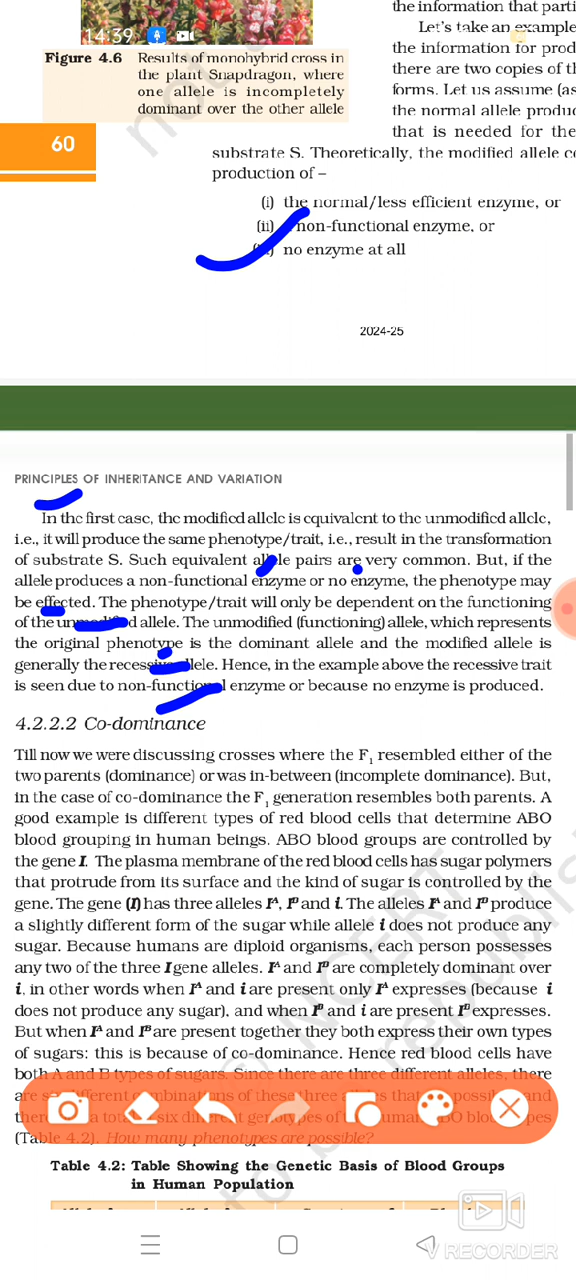 14:39
the information that parti
Let's take an example
the information for prod
there are two copies of th
forms. Let us assume (as
the normal allele produc
that is needed for the
Figure 4.6 Results of monohybrid cross in
the plant Snapdragon, where
one allele is incompletely
dominant over the other allele
60
substrate S. Theoretically, the modified allele co
production of –
(i) the normal/less efficient enzyme, or
(ii) non-functional enzyme, or
no enzyme at all
2024-25
PRINCIPLES OF INHERITANCE AND VARIATION
In the first case, the modified allele is equivalent to the unmodified allele,
i.e., it will produce the same phenotype/trait, i.e., result in the transformation
of substrate S. Such equivalent allele pairs are very common. But, if the
allele produces a non-functional enzyme or no enzyme, the phenotype may
be effected. The phenotype/trait will only be dependent on the functioning
of the unmodified allele. The unmodified (functioning) allele, which represents
the original phenotype is the dominant allele and the modified allele is
generally the recessive allele. Hence, in the example above the recessive trait
is seen due to non-functional enzyme or because no enzyme is produced.
4.2.2.2 Co-dominance
Till now we were discussing crosses where the F₁ resembled either of the
two parents (dominance) or was in-between (incomplete dominance). But,
in the case of co-dominance the F₁ generation resembles both parents. A
good example is different types of red blood cells that determine ABO
blood grouping in human beings. ABO blood groups are controlled by
the gene I. The plasma membrane of the red blood cells has sugar polymers
that protrude from its surface and the kind of sugar is controlled by the
gene. The gene (I) has three alleles Iᴬ, Iᴮ and i. The alleles Iᴬ and Iᴮ produce
a slightly different form of the sugar while allele i does not produce any
sugar. Because humans are diploid organisms, each person possesses
any two of the three I gene alleles. Iᴬ and Iᴮ are completely dominant over
i, in other words when Iᴬ and i are present only Iᴬ expresses (because i
does not produce any sugar), and when Iᴮ and i are present Iᴮ expresses.
But when Iᴬ and Iᴮ are present together they both express their own types
of sugars: this is because of co-dominance. Hence red blood cells have
both A and B types of sugars. Since there are three different alleles, there
are combinations of these three
(Table 4.2). How many phenotypes are possible?
Table 4.2: Table Showing the Genetic Basis of Blood Groups
in Human Population
V RECORDER